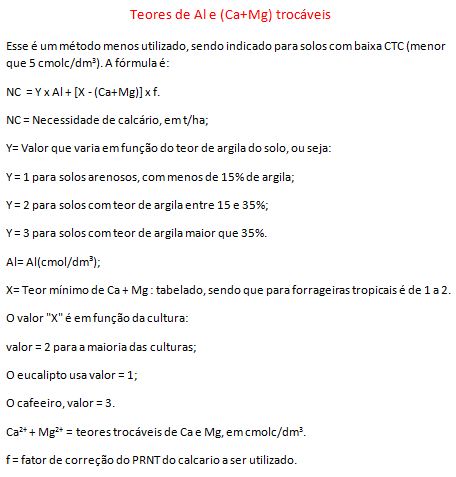 Teores de Al e (Ca+Mg) trocáveis
Esse é um método menos utilizado, sendo indicado para solos com baixa CTC (menor
que 5 cmolc/dm³). A fórmula é:
NC = Y x Al + [X - (Ca+Mg)] x f.
NC = Necessidade de calcário, em t/ha;
Y= Valor que varia em função do teor de argila do solo, ou seja:
Y = 1 para solos arenosos, com menos de 15% de argila;
Y = 2 para solos com teor de argila entre 15 e 35%;
Y = 3 para solos com teor de argila maior que 35%.
Al= Al(cmol/dm³);
X= Teor mínimo de Ca + Mg : tabelado, sendo que para forrageiras tropicais é de 1 a 2.
O valor "X" é em função da cultura:
valor = 2 para a maioria das culturas;
O eucalipto usa valor = 1;
O cafeeiro, valor = 3.
Ca²⁺ + Mg²⁺ = teores trocáveis de Ca e Mg, em cmolc/dm³.
f = fator de correção do PRNT do calcario a ser utilizado.